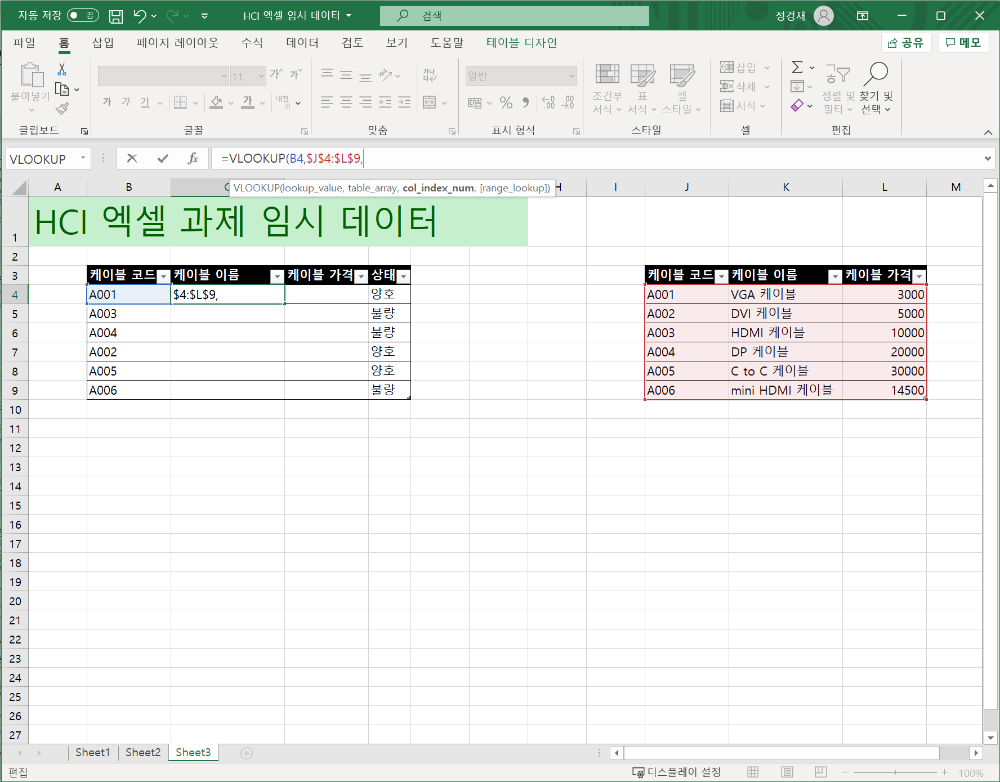 자동 저장 끔 HCI 엑셀 임시 데이터 검색 정경재
파일 홈 삽입 페이지 레이아웃 수식 데이터 검토 보기 도움말 테이블 디자인 공유 메모
붙여넣기
클립보드
11 가 가
가 가 가 가 내천 川
글꼴
가나 다
맞춤
일반
% , .00 .0
표시 형식
조건부 서식
표 서식
셀 스타일
스타일
삽입
삭제
서식
셀
정렬 및 필터
찾기 및 선택
편집
VLOOKUP fx =VLOOKUP(B4,$J$4:$L$9,
VLOOKUP(lookup_value, table_array, col_index_num, [range_lookup])
A B C H I J K L M
1 HCI 엑셀 과제 임시 데이터
2
3 케이블 코드 케이블 이름 케이블 가격 상태 케이블 코드 케이블 이름 케이블 가격
4 A001 $4:$L$9, 양호 A001 VGA 케이블 3000
5 A003 불량 A002 DVI 케이블 5000
6 A004 불량 A003 HDMI 케이블 10000
7 A002 양호 A004 DP 케이블 20000
8 A005 양호 A005 C to C 케이블 30000
9 A006 불량 A006 mini HDMI 케이블 14500
10
11
12
13
14
15
16
17
18
19
20
21
22
23
24
25
26
27
Sheet1 Sheet2 Sheet3
편집 디스플레이 설정 100%